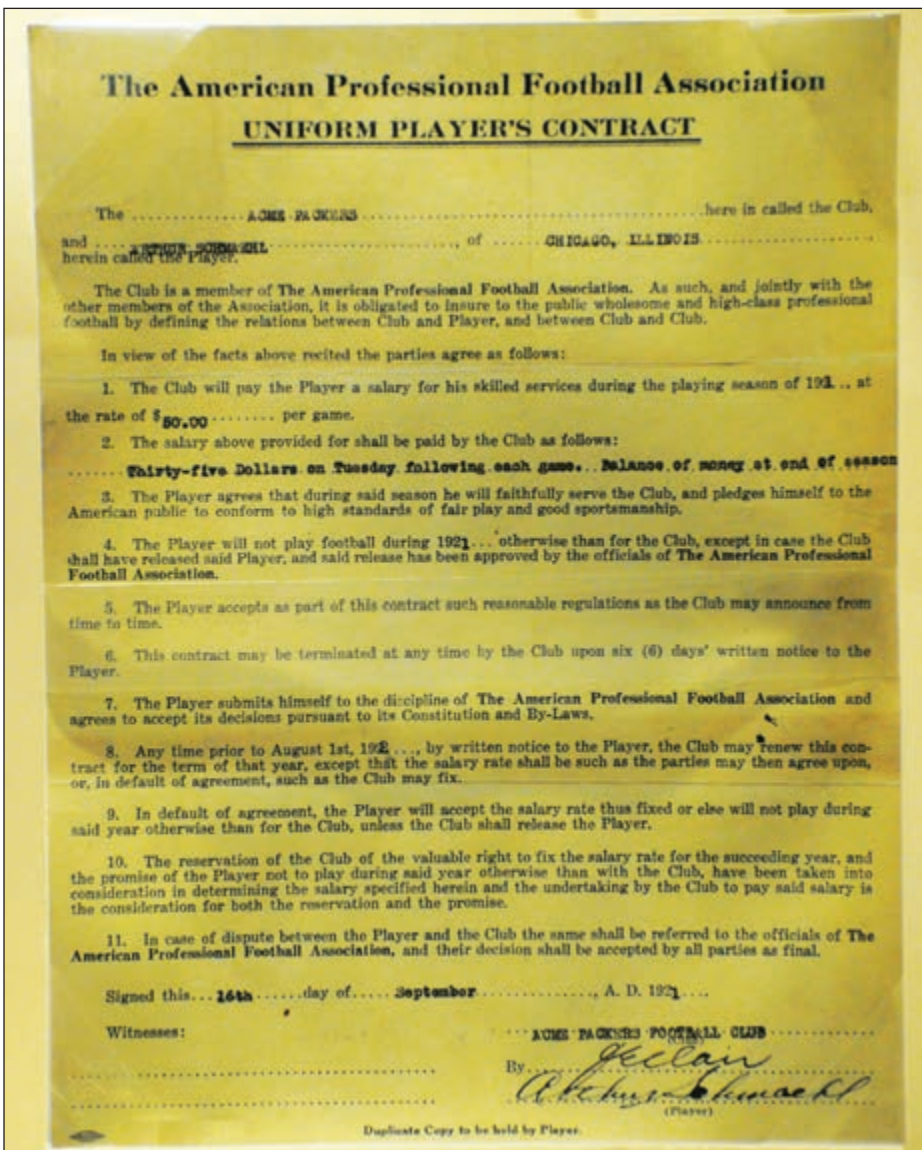 The American Professional Football Association
UNIFORM PLAYER'S CONTRACT
The .................. ACME PACKERS .................. here in called the Club,
and .... ARTHUR SCHMAEHL ...................., of ...... CHICAGO, ILLINOIS ....................,
herein called the Player.
The Club is a member of The American Professional Football Association. As such, and jointly with the
other members of the Association, it is obligated to insure to the public wholesome and high-class professional
football by defining the relations between Club and Player, and between Club and Club.
In view of the facts above recited the parties agree as follows:
1. The Club will pay the Player a salary for his skilled services during the playing season of 1921... at
the rate of $50.00......... per game.
2. The salary above provided for shall be paid by the Club as follows:
...... Thirty-five Dollars on Tuesday following each game... Balance of money at end of season
3. The Player agrees that during said season he will faithfully serve the Club, and pledges himself to the
American public to conform to high standards of fair play and good sportsmanship.
4. The Player will not play football during 1921... otherwise than for the Club, except in case the Club
shall have released said Player, and said release has been approved by the officials of The American Professional
Football Association.
5. The Player accepts as part of this contract such reasonable regulations as the Club may announce from
time to time.
6. This contract may be terminated at any time by the Club upon six (6) days' written notice to the
Player.
7. The Player submits himself to the discipline of The American Professional Football Association and
agrees to accept its decisions pursuant to its Constitution and By-Laws.
8. Any time prior to August 1st, 1922..., by written notice to the Player, the Club may renew this con-
tract for the term of that year, except that the salary rate shall be such as the parties may then agree upon,
or, in default of agreement, such as the Club may fix.
9. In default of agreement, the Player will accept the salary rate thus fixed or else will not play during
said year otherwise than for the Club, unless the Club shall release the Player.
10. The reservation of the Club of the valuable right to fix the salary rate for the succeeding year, and
the promise of the Player not to play during said year otherwise than with the Club, have been taken into
consideration in determining the salary specified herein and the undertaking by the Club to pay said salary is
the consideration for both the reservation and the promise.
11. In case of dispute between the Player and the Club the same shall be referred to the officials of The
American Professional Football Association, and their decision shall be accepted by all parties as final.
Signed this... 16th ......day of..... September ................, A. D. 1921....
Witnesses:
... ACME PACKERS FOOTBALL CLUB ...........
(Club)
By JEClair
Arthur Schmaehl
(Player)
Duplicate Copy to be held by Player.